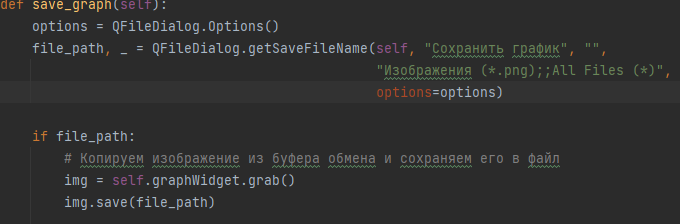 def save_graph(self):
options = QFileDialog.Options()
file_path, _ = QFileDialog.getSaveFileName(self, "Сохранить график", "",
"Изображения (*.png);;All Files (*)",
options=options)
if file_path:
# Копируем изображение из буфера обмена и сохраняем его в файл
img = self.graphWidget.grab()
img.save(file_path)